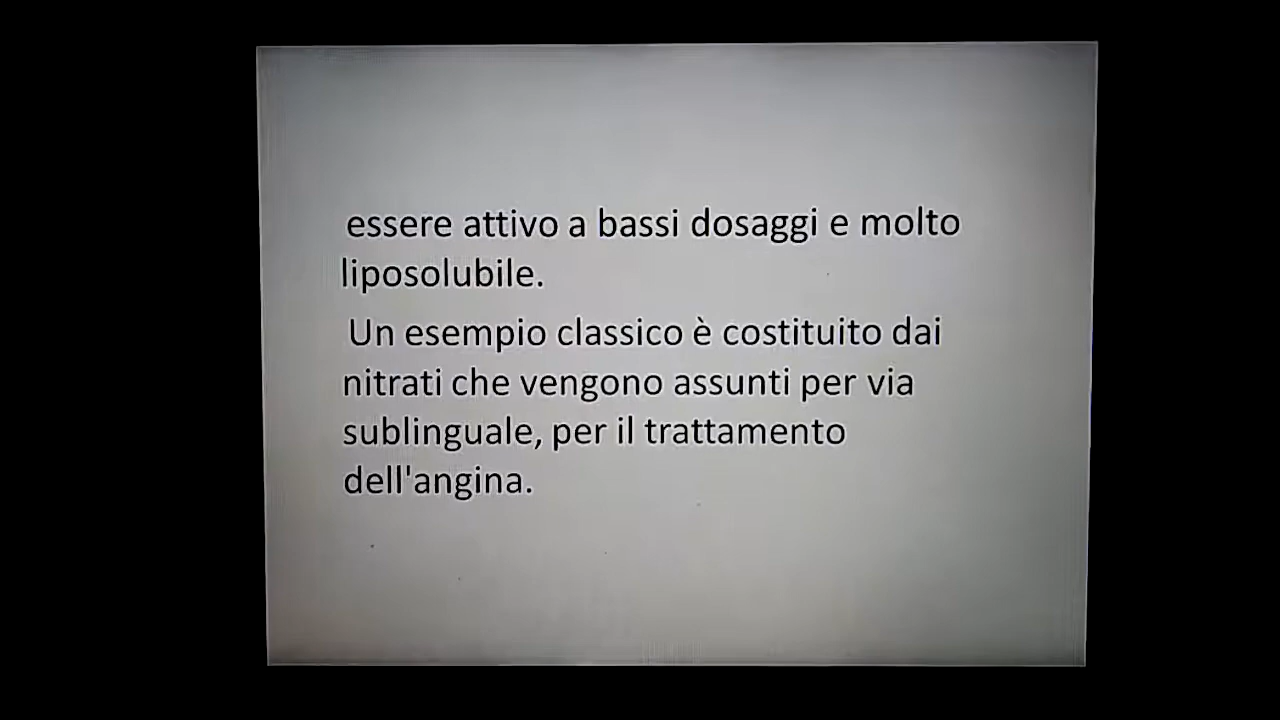 essere attivo a bassi dosaggi e molto
liposolubile.
Un esempio classico è costituito dai
nitrati che vengono assunti per via
sublinguale, per il trattamento
dell'angina.